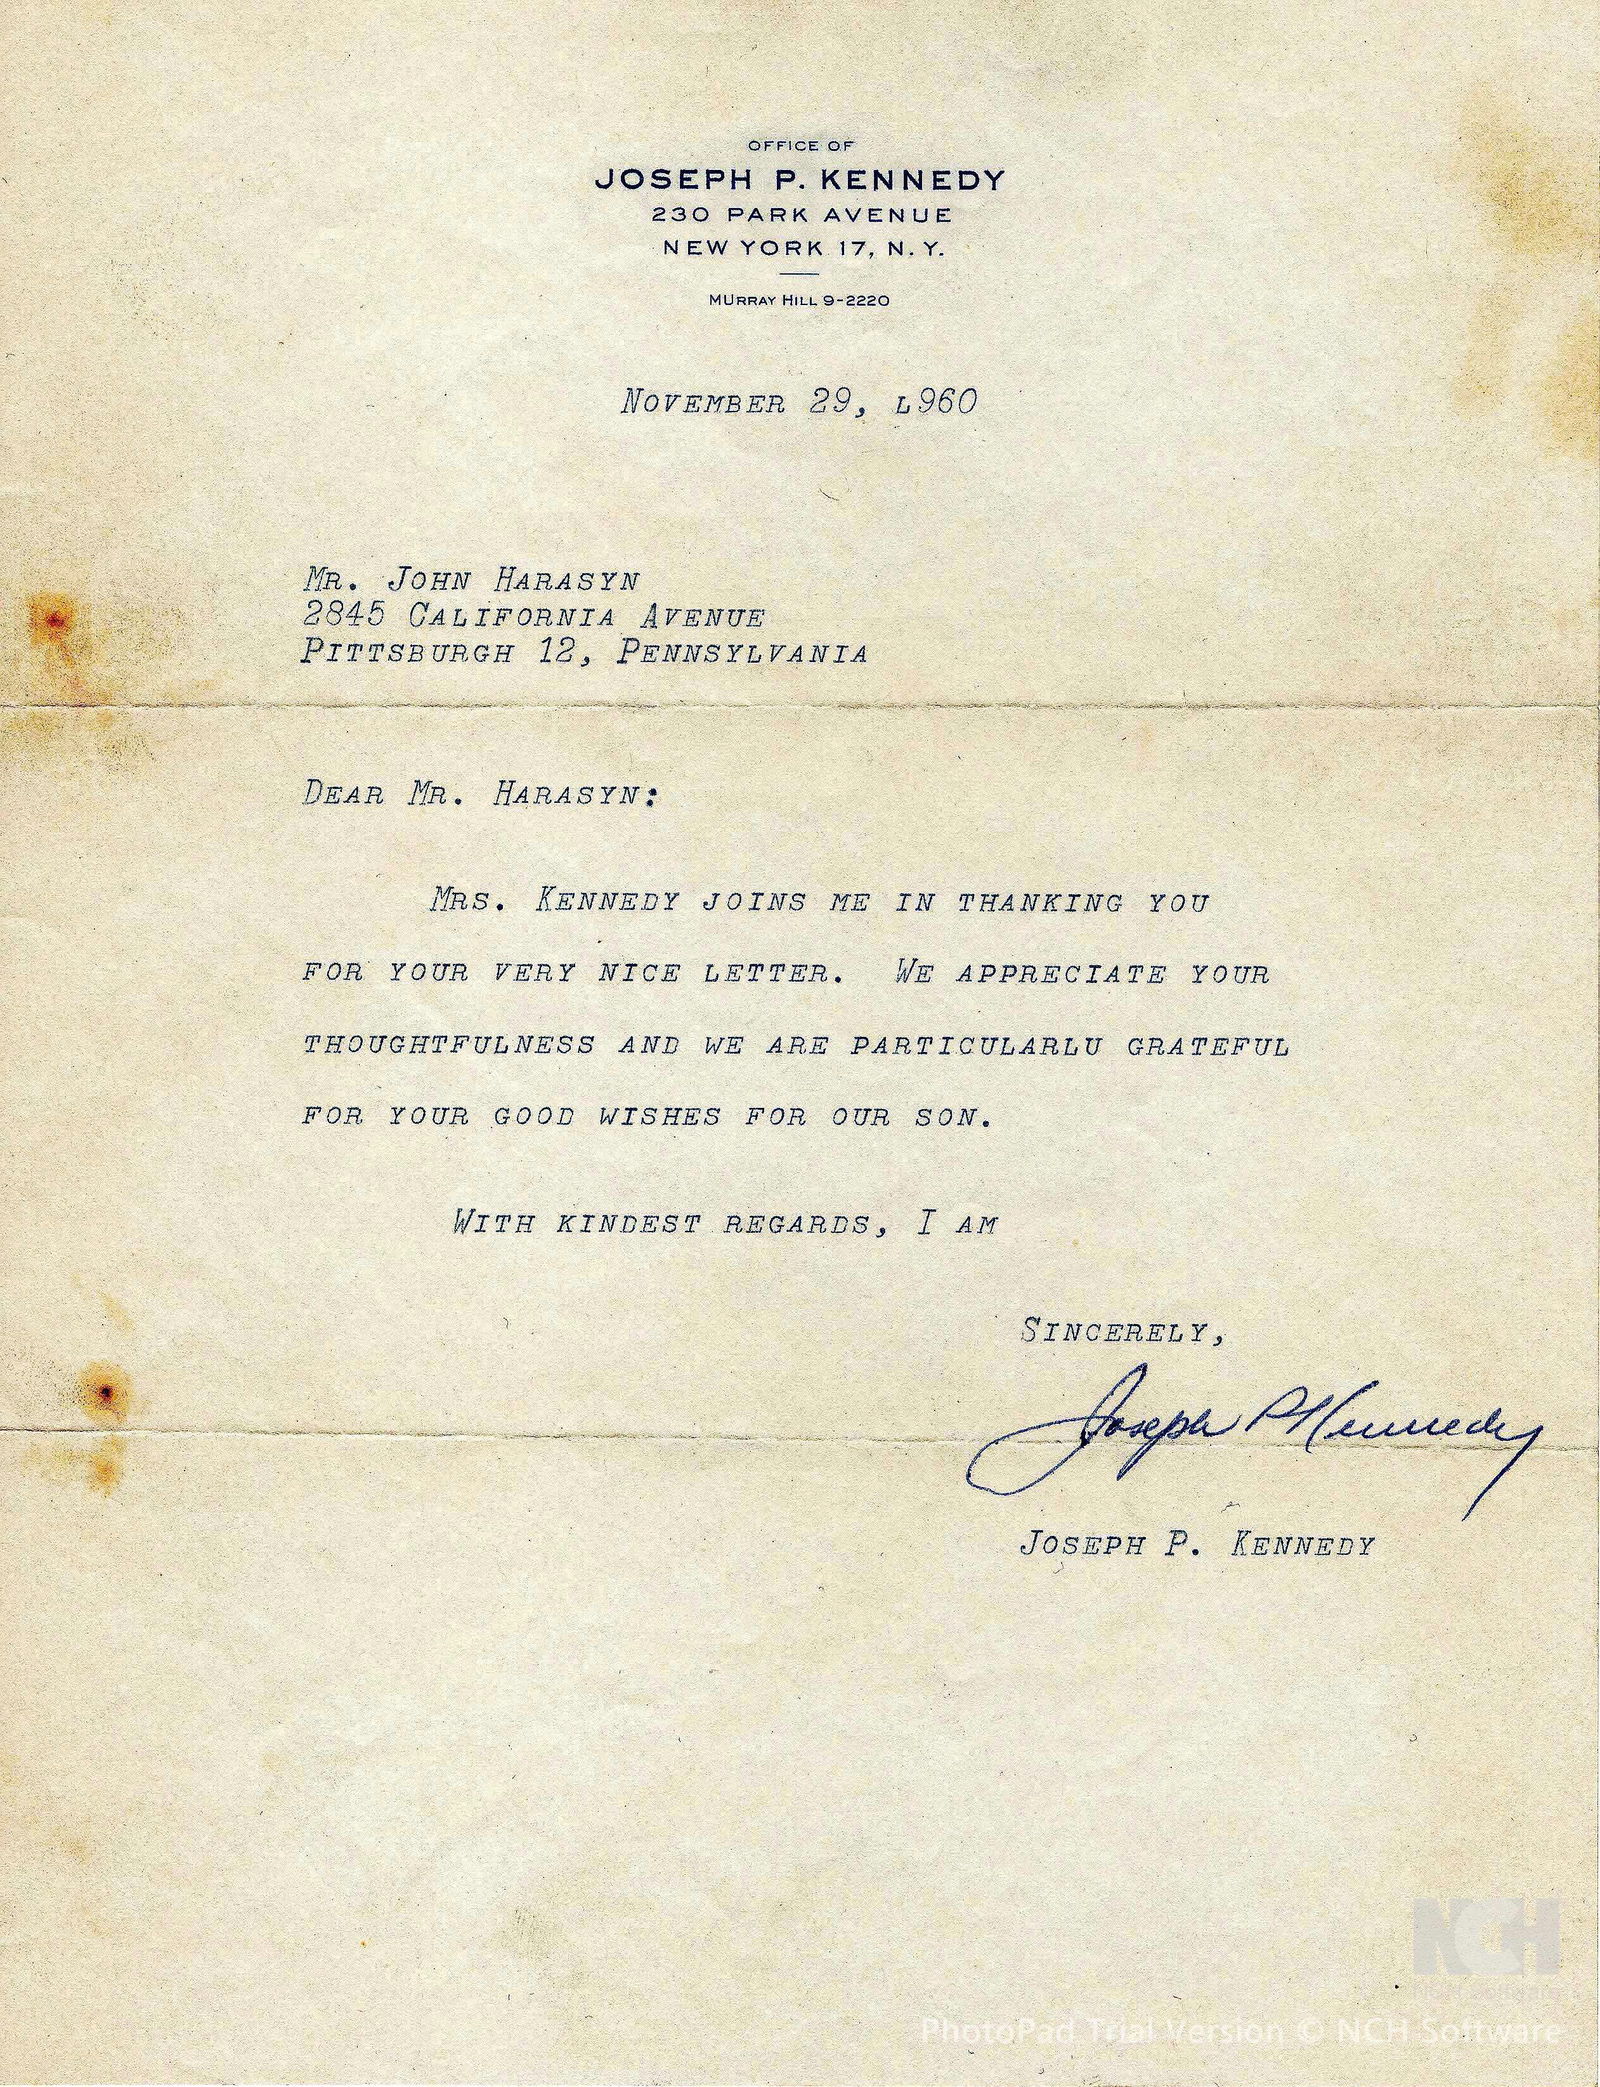 OFFICE OF
JOSEPH P. KENNEDY
230 PARK AVENUE
NEW YORK 17, N. Y.
MURRAY HILL 9-2220
NOVEMBER 29, L960
MR. JOHN HARASYN
2845 CALIFORNIA AVENUE
PITTSBURGH 12, PENNSYLVANIA
DEAR MR. HARASYN:
MRS. KENNEDY JOINS ME IN THANKING YOU
FOR YOUR VERY NICE LETTER. WE APPRECIATE YOUR
THOUGHTFULNESS AND WE ARE PARTICULARLU GRATEFUL
FOR YOUR GOOD WISHES FOR OUR SON.
WITH KINDEST REGARDS, I AM
SINCERELY,
Joseph P Kennedy
JOSEPH P. KENNEDY
NCH
NCH Software
PhotoPad Trial Version © NCH Software